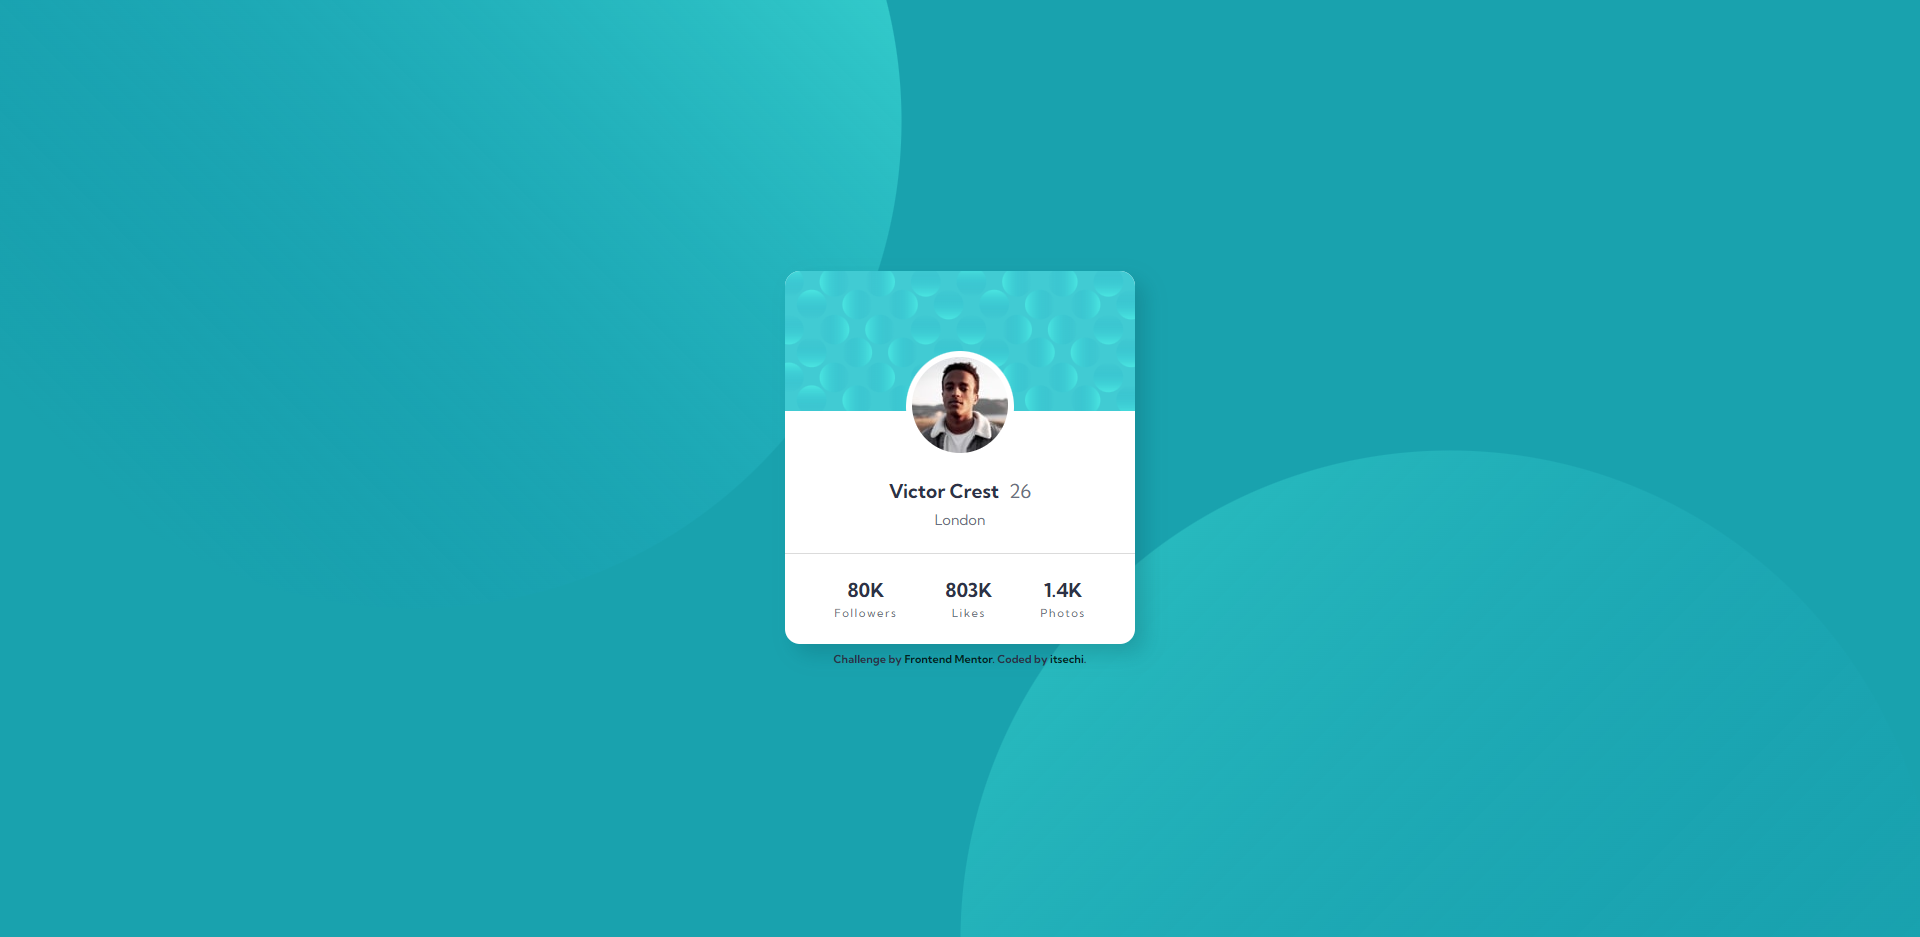 Victor Crest 26
London
80K 803K 1.4K
Followers Likes Photos
Challenge by Frontend Mentor. Coded by itsechi.